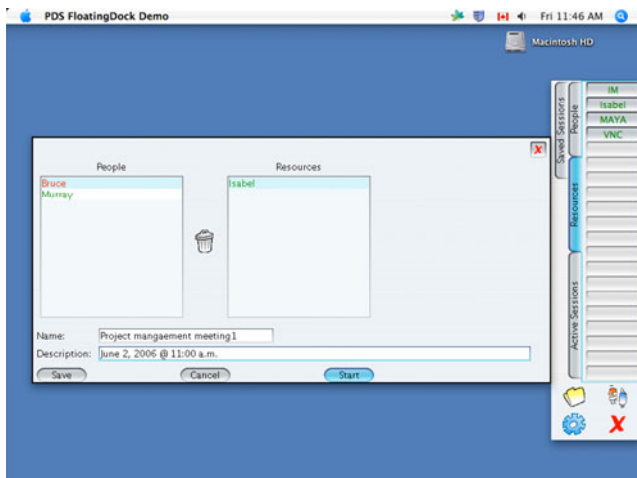 PDS FloatingDock Demo
Fri 11:46 AM
Macintosh HD
IM
Isabel
MAYA
VNC
Saved Sessions
People
Resources
Active Sessions
X
People
Resources
Bruce
Murray
Isabel
Name:
Project mangaement meeting1
Description:
June 2, 2006 @ 11:00 a.m.
Save
Cancel
Start